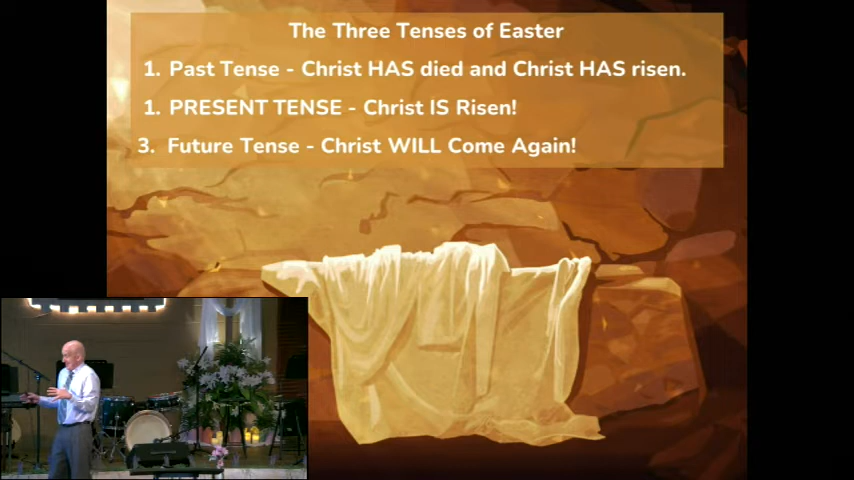 The Three Tenses of Easter
1. Past Tense - Christ HAS died and Christ HAS risen.
1. PRESENT TENSE - Christ IS Risen!
3. Future Tense - Christ WILL Come Again!